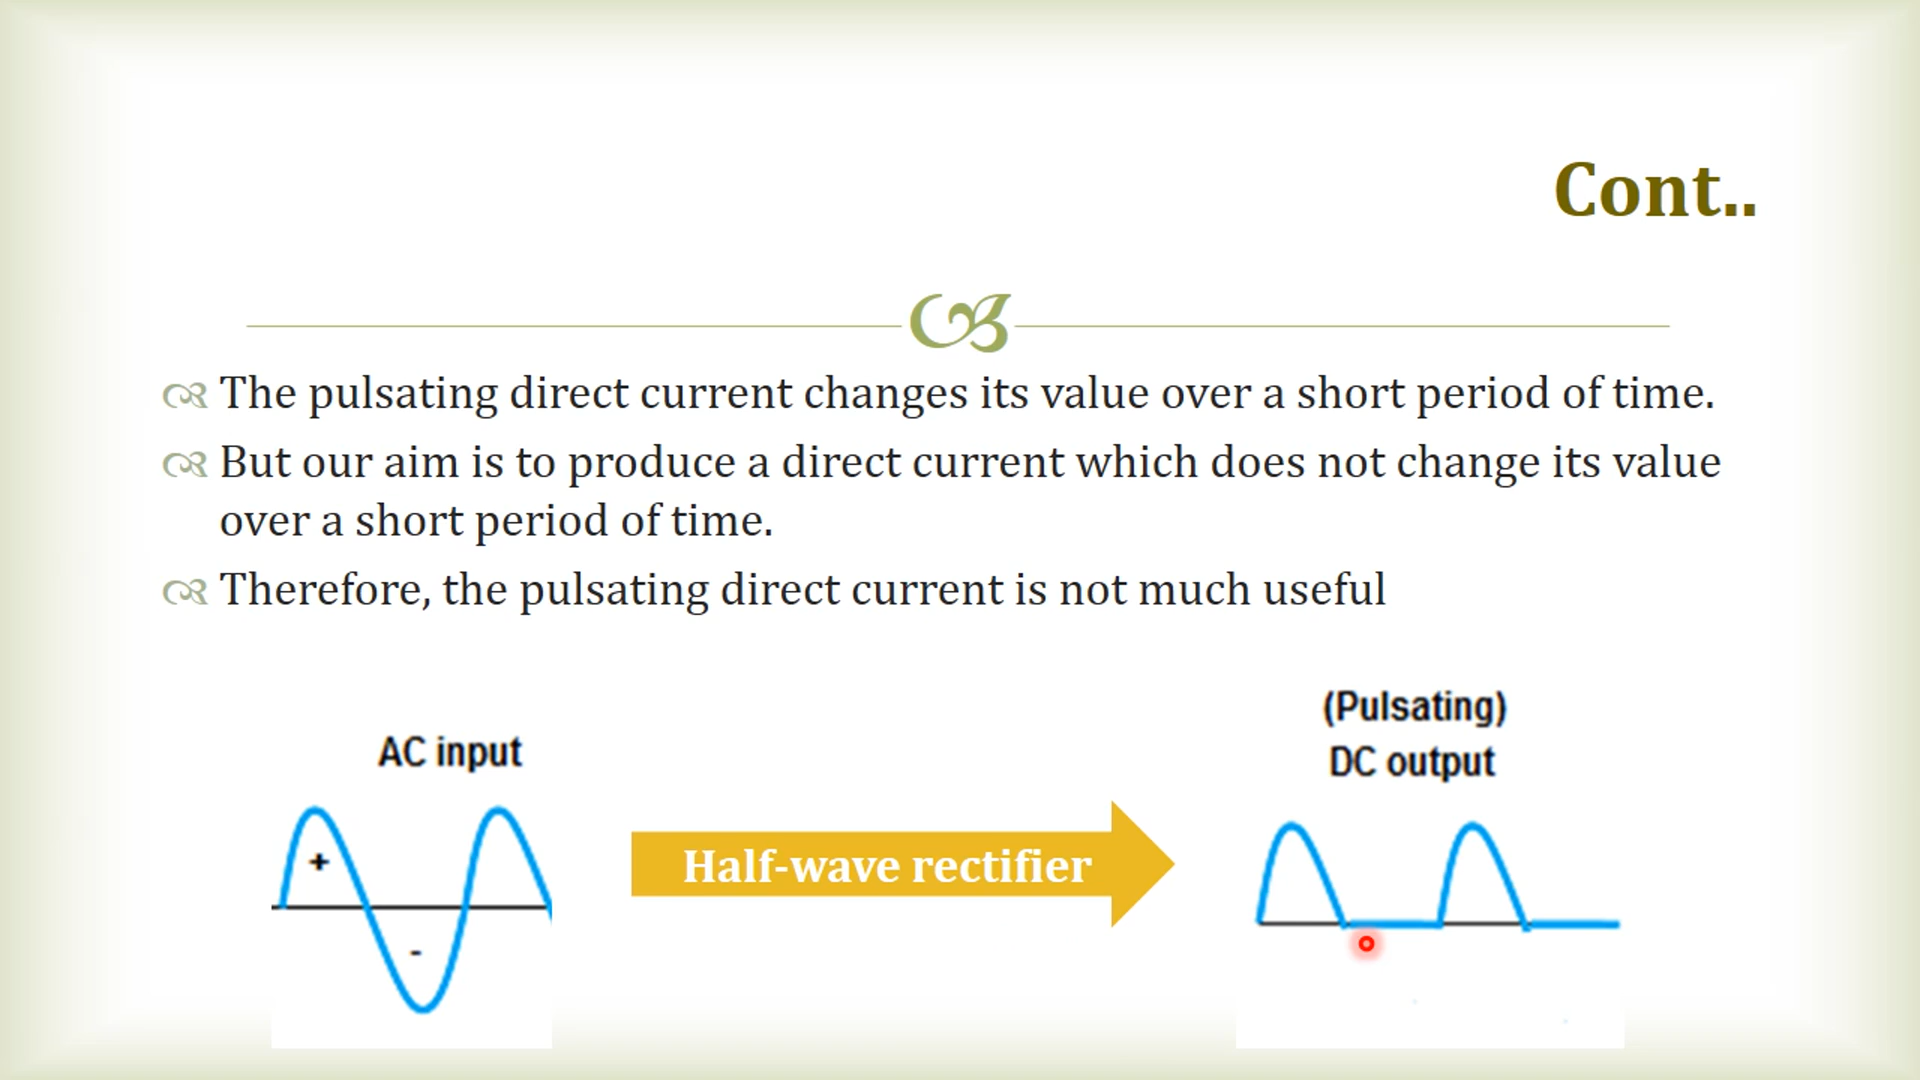 Cont..
The pulsating direct current changes its value over a short period of time.
But our aim is to produce a direct current which does not change its value
over a short period of time.
Therefore, the pulsating direct current is not much useful
AC input
+
-
Half-wave rectifier
(Pulsating)
DC output